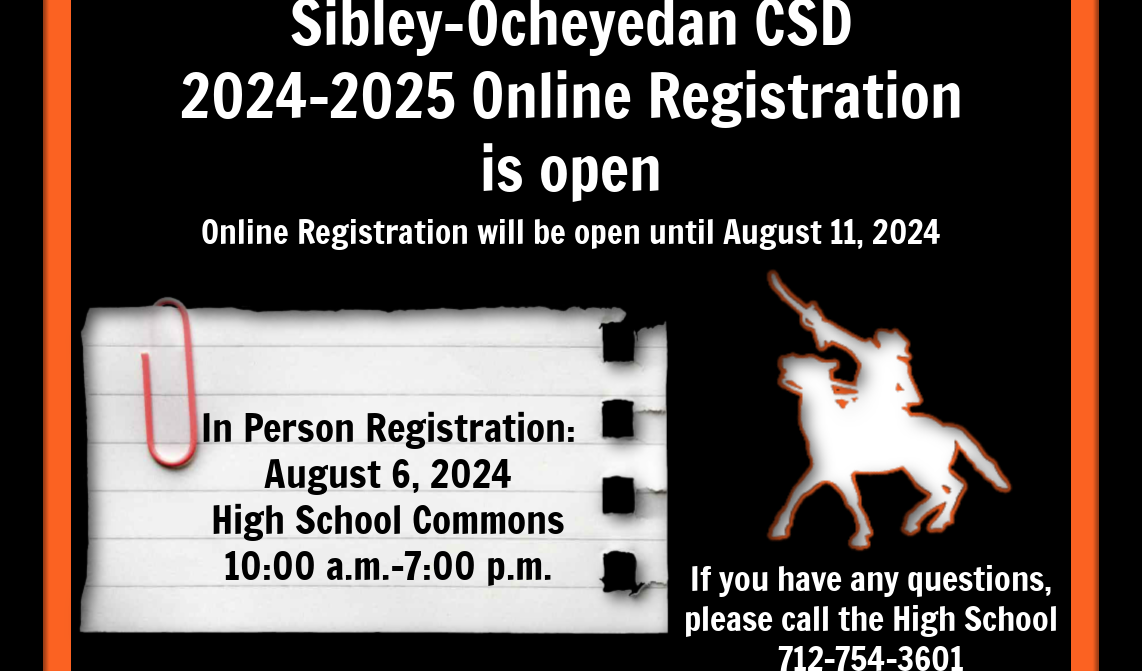 Sibley-Ocheyedan CSD
2024-2025 Online Registration
is open
Online Registration will be open until August 11, 2024
In Person Registration:
August 6, 2024
High School Commons
10:00 a.m.-7:00 p.m.
If you have any questions,
please call the High School
712-754-3601